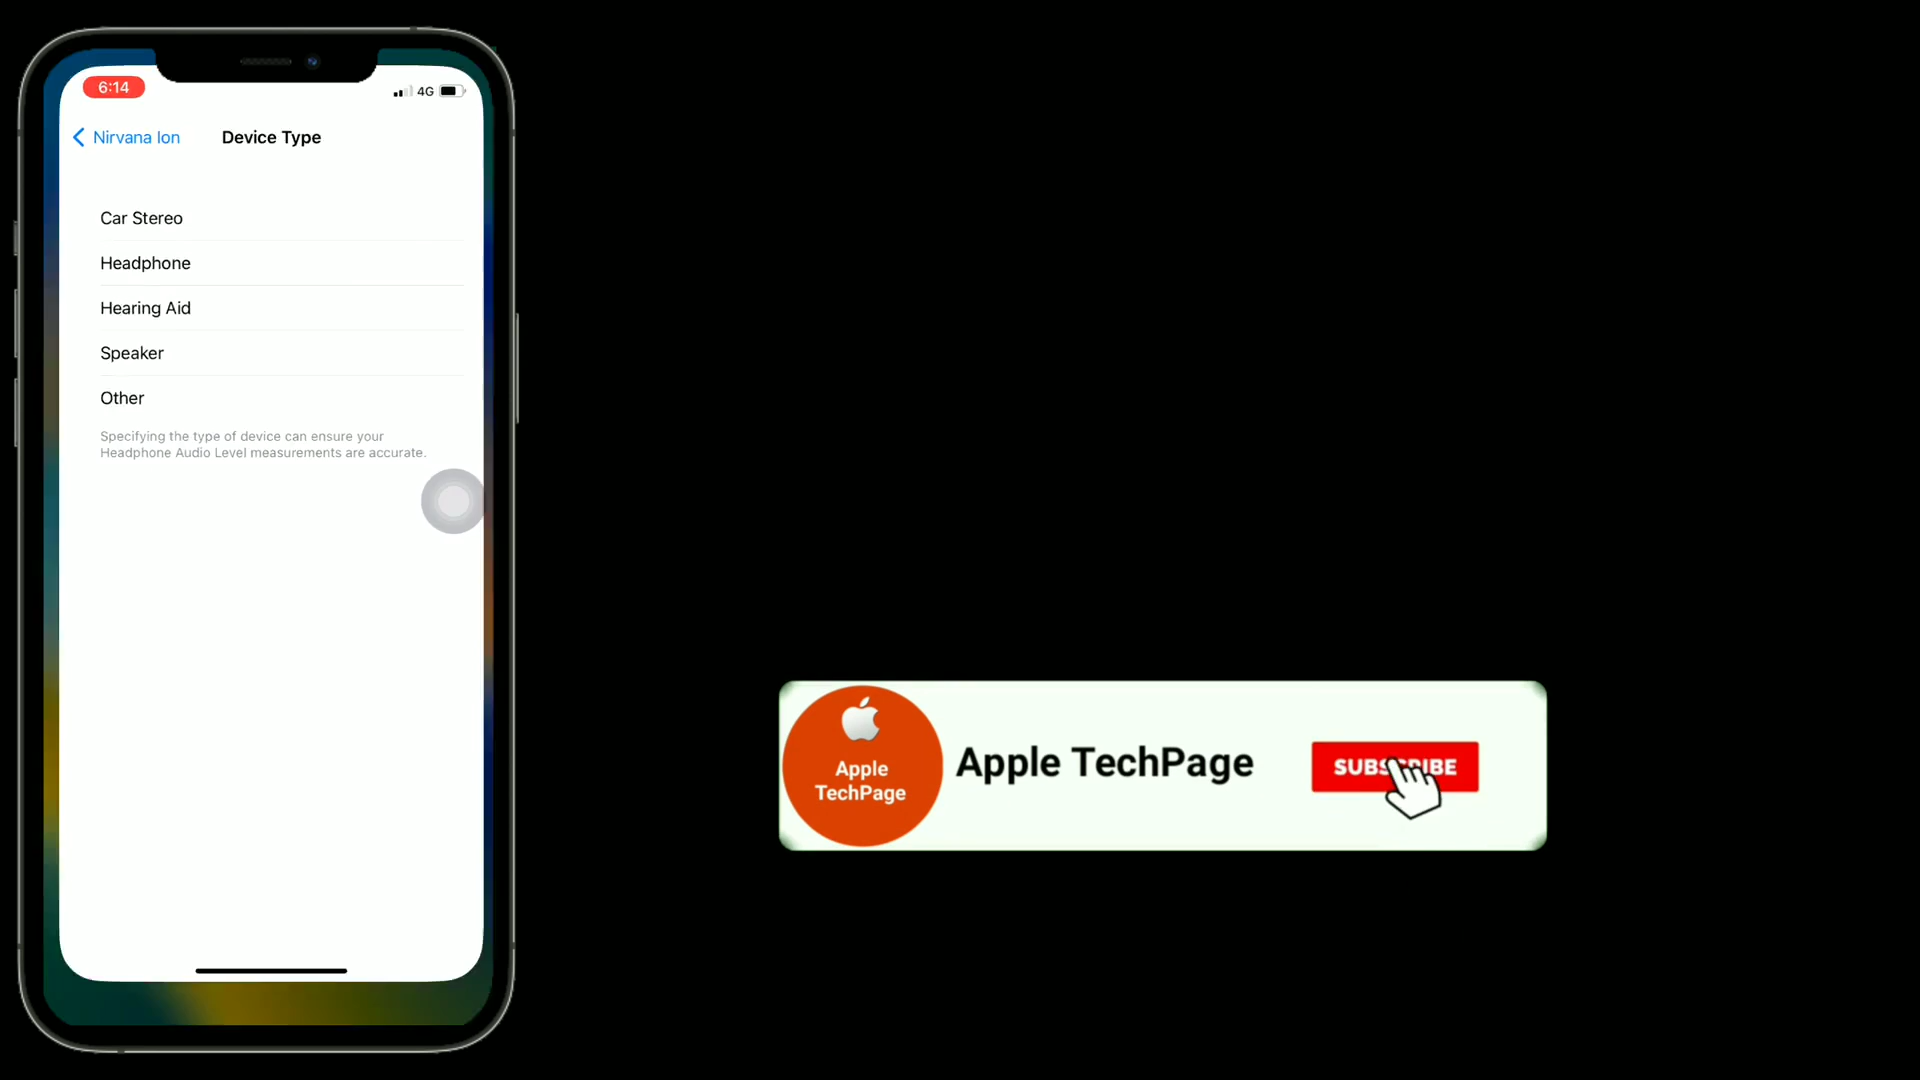 6:14
4G
Nirvana Ion
Device Type
Car Stereo
Headphone
Hearing Aid
Speaker
Other
Specifying the type of device can ensure your
Headphone Audio Level measurements are accurate.
Apple
TechPage
Apple TechPage
SUBSCRIBE